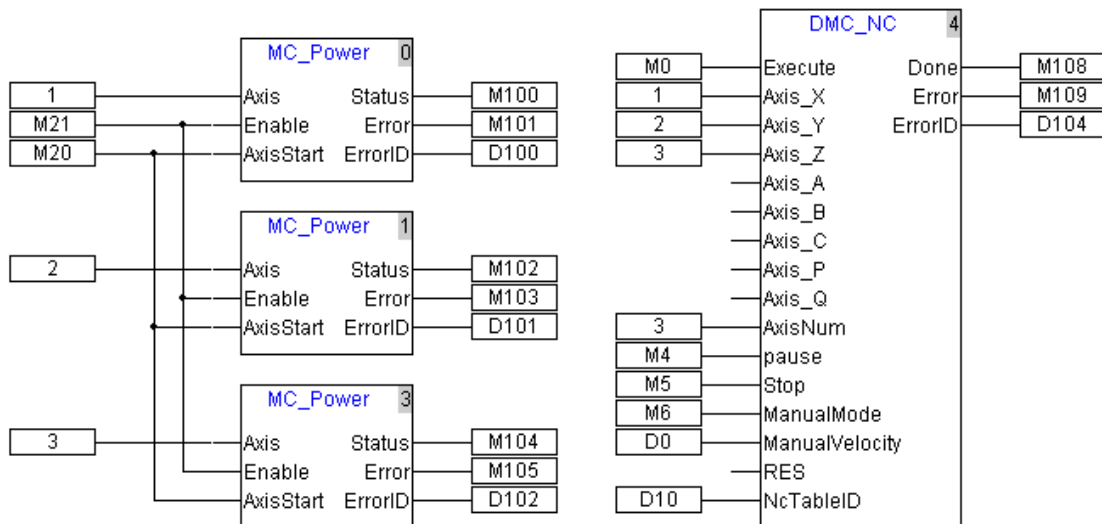 MC_Power 0
1 Axis Status M100
M21 Enable Error M101
M20 AxisStart ErrorID D100
MC_Power 1
2 Axis Status M102
Enable Error M103
AxisStart ErrorID D101
MC_Power 3
3 Axis Status M104
Enable Error M105
AxisStart ErrorID D102
DMC_NC 4
M0 Execute Done M108
1 Axis_X Error M109
2 Axis_Y ErrorID D104
3 Axis_Z
Axis_A
Axis_B
Axis_C
Axis_P
Axis_Q
3 AxisNum
M4 pause
M5 Stop
M6 ManualMode
D0 ManualVelocity
RES
D10 NcTableID